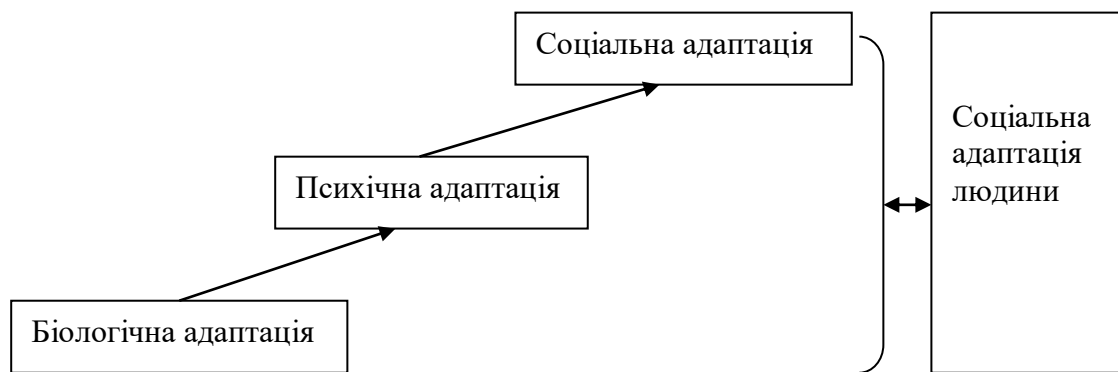 Соціальна адаптація
Психічна адаптація
Біологічна адаптація
Соціальна
адаптація
людини